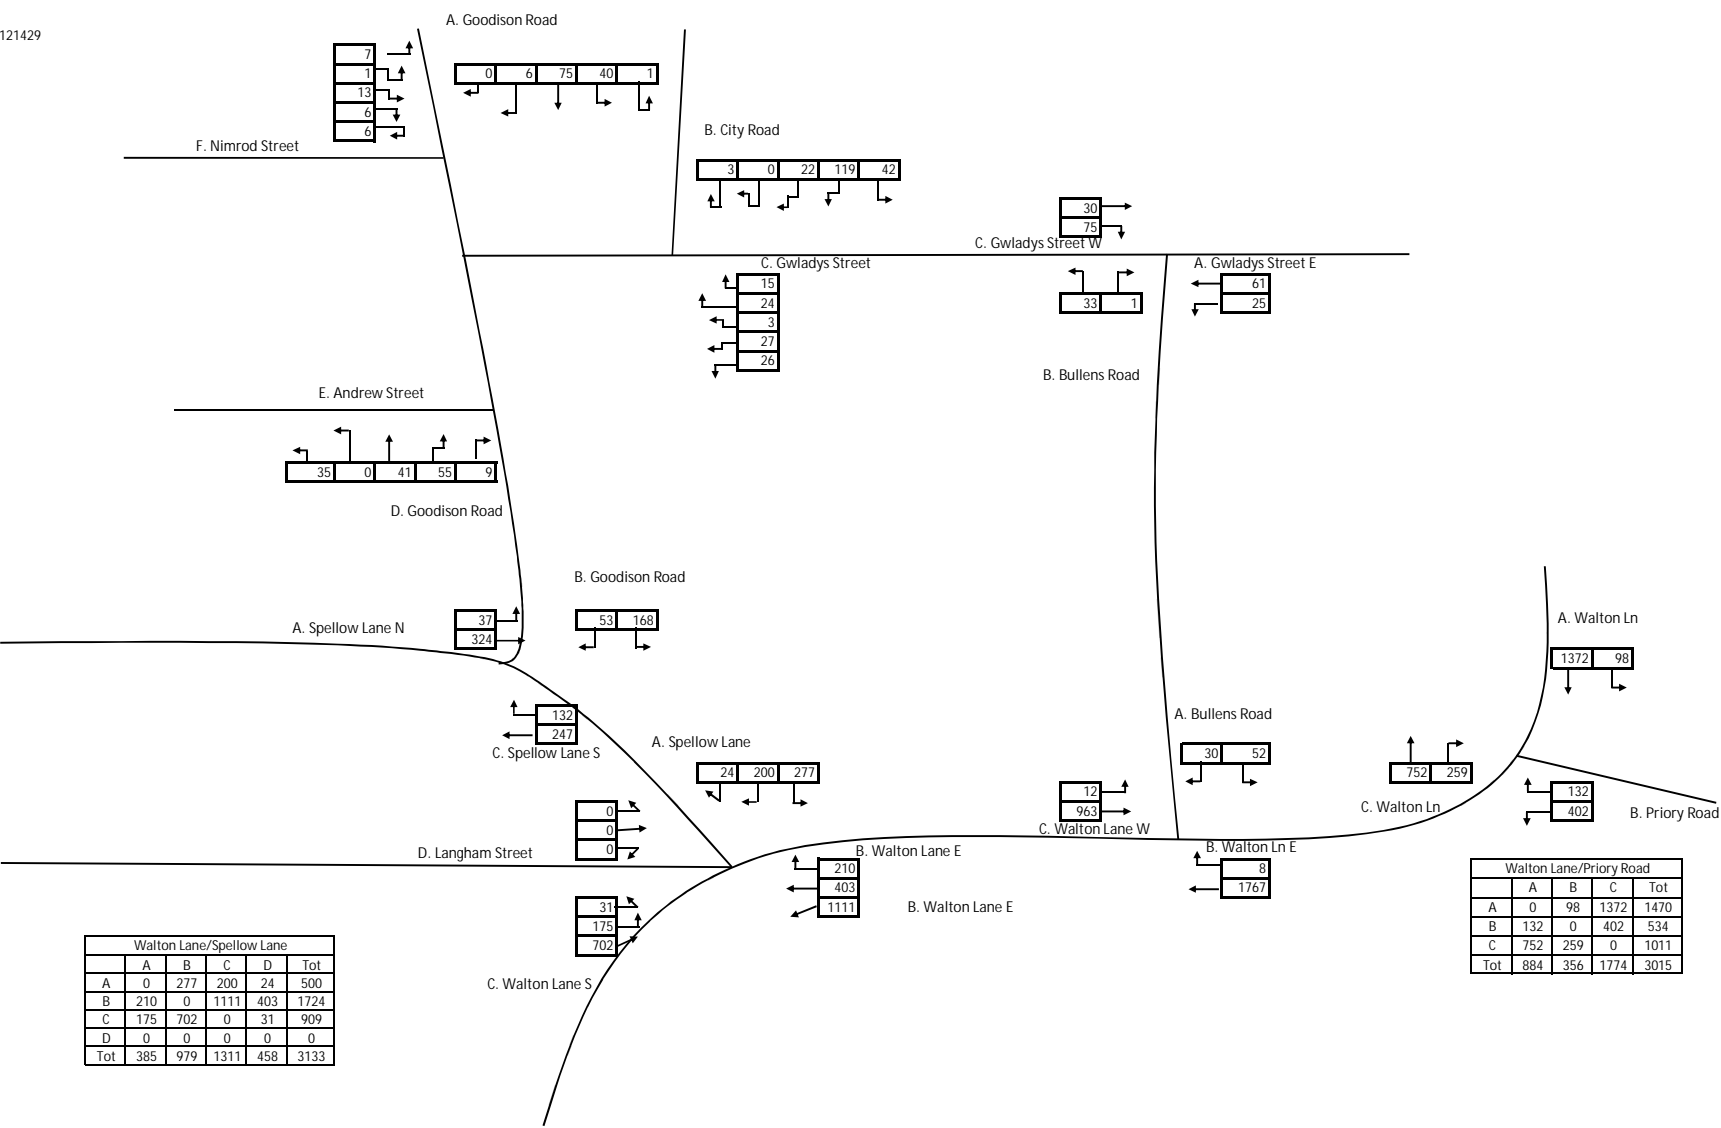 A. Goodison Road
121429
7
1
13
6
6
0 6 75 40 1
B. City Road
F. Nimrod Street
3 0 22 119 42
30
75
C. Gwladys Street W
C. Gwladys Street
A. Gwladys Street E
15
24
3
27
26
33 1
61
25
B. Bullens Road
E. Andrew Street
35 0 41 55 9
D. Goodison Road
B. Goodison Road
A. Spellow Lane N
37
324
53 168
A. Walton Ln
1372 98
132
247
C. Spellow Lane S
A. Spellow Lane
24 200 277
A. Bullens Road
30 52
752 259
C. Walton Ln
132
402
B. Priory Road
12
963
C. Walton Lane W
0
0
0
D. Langham Street
B. Walton Lane E
210
403
1111
B. Walton Lane E
B. Walton Ln E
8
1767
31
175
702
C. Walton Lane S
Walton Lane/Priory Road
A B C Tot
A 0 98 1372 1470
B 132 0 402 534
C 752 259 0 1011
Tot 884 356 1774 3015
Walton Lane/Spellow Lane
A B C D Tot
A 0 277 200 24 500
B 210 0 1111 403 1724
C 175 702 0 31 909
D 0 0 0 0 0
Tot 385 979 1311 458 3133